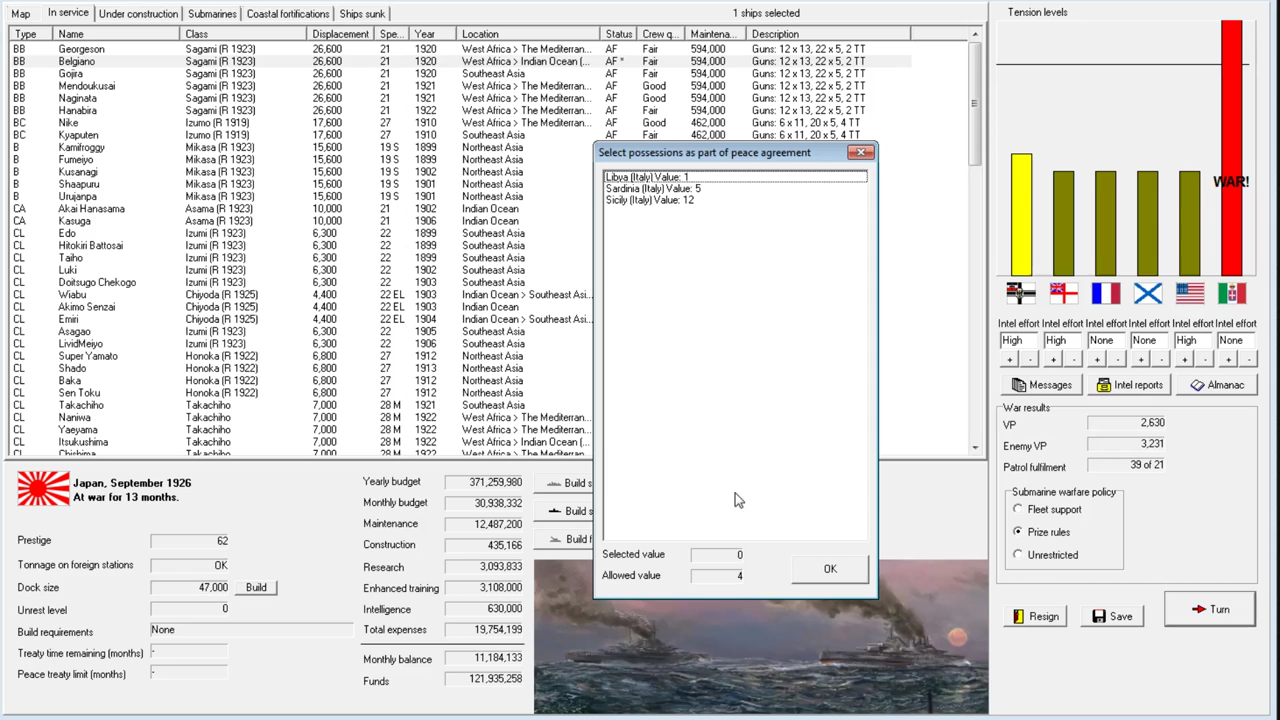 Map In service Under construction Submarines Coastal fortifications Ships sunk 1 ships selected
Type Name Class Displacement Spe... Year Location Status Crew q... Maintena... Description
BB Georgeson Sagami (R 1923) 26,600 21 1920 West Africa > The Mediterran... AF Fair 594,000 Guns: 12 x 13, 22 x 5, 2 TT
BB Belgiano Sagami (R 1923) 26,600 21 1920 West Africa > Indian Ocean (... AF * Fair 594,000 Guns: 12 x 13, 22 x 5, 2 TT
BB Gojira Sagami (R 1923) 26,600 21 1920 Southeast Asia AF Fair 594,000 Guns: 12 x 13, 22 x 5, 2 TT
BB Mendoukusai Sagami (R 1923) 26,600 21 1921 West Africa > The Mediterran... AF Good 594,000 Guns: 12 x 13, 22 x 5, 2 TT
BB Naginata Sagami (R 1923) 26,600 21 1921 West Africa > The Mediterran... AF Good 594,000 Guns: 12 x 13, 22 x 5, 2 TT
BB Hanabira Sagami (R 1923) 26,600 21 1922 West Africa > The Mediterran... AF Fair 594,000 Guns: 12 x 13, 22 x 5, 2 TT
BC Nike Izumo (R 1919) 17,600 27 1910 West Africa > The Mediterran... AF Good 462,000 Guns: 6 x 11, 20 x 5, 4 TT
BC Kyaputen Izumo (R 1919) 17,600 27 1910 Southeast Asia AF Fair 462,000 Guns: 6 x 11, 20 x 5, 4 TT
B Kamifroggy Mikasa (R 1923) 15,600 19 S 1899 Northeast Asia
B Fumeiyo Mikasa (R 1923) 15,600 19 S 1899 Northeast Asia
B Kusanagi Mikasa (R 1923) 15,600 19 S 1901 Northeast Asia
B Shaapuru Mikasa (R 1923) 15,600 19 S 1901 Northeast Asia
B Urujanpa Mikasa (R 1923) 15,600 19 S 1901 Northeast Asia
CA Akai Hanasama Asama (R 1923) 10,000 21 1902 Indian Ocean
CA Kasuga Asama (R 1923) 10,000 21 1906 Indian Ocean
CL Edo Izumi (R 1923) 6,300 22 1899 Southeast Asia
CL Hitokiri Battosai Izumi (R 1923) 6,300 22 1899 Southeast Asia
CL Taiho Izumi (R 1923) 6,300 22 1899 Southeast Asia
CL Luki Izumi (R 1923) 6,300 22 1902 Southeast Asia
CL Doitsugo Chekogo Izumi (R 1923) 6,300 22 1903 Southeast Asia
CL Wiabu Chiyoda (R 1925) 4,400 22 EL 1903 Indian Ocean > Southeast Asi...
CL Akimo Senzai Chiyoda (R 1925) 4,400 22 EL 1903 Indian Ocean
CL Emiri Chiyoda (R 1925) 4,400 22 EL 1904 Indian Ocean > Southeast Asi...
CL Asagao Izumi (R 1923) 6,300 22 1905 Southeast Asia
CL LividMeiyo Izumi (R 1923) 6,300 22 1906 Southeast Asia
CL Super Yamato Honoka (R 1922) 6,800 27 1912 Northeast Asia
CL Shado Honoka (R 1922) 6,800 27 1913 Northeast Asia
CL Baka Honoka (R 1922) 6,800 27 1912 Northeast Asia
CL Sen Toku Honoka (R 1922) 6,800 27 1912 Northeast Asia
CL Takachiho Takachiho 7,000 28 M 1921 Southeast Asia
CL Naniwa Takachiho 7,000 28 M 1922 West Africa > The Mediterran...
CL Yaeyama Takachiho 7,000 28 M 1922 West Africa > The Mediterran...
CL Itsukushima Takachiho 7,000 28 M 1922 West Africa > Indian Ocean (...
CL Chishima Takachiho 7,000 28 M 1922 West Africa > The Mediterran...
Select possessions as part of peace agreement
Libya (Italy) Value: 1
Sardinia (Italy) Value: 5
Sicily (Italy) Value: 12
Selected value 0
Allowed value 4
OK
Tension levels
WAR!
Intel effort Intel effort Intel effort Intel effort Intel effort Intel effort
High High None None High None
+ - + - + - + - + - + -
Messages Intel reports Almanac
War results
VP 2,630
Enemy VP 3,231
Patrol fulfilment 39 of 21
Submarine warfare policy
Fleet support
Prize rules
Unrestricted
Resign Save Turn
Japan, September 1926
At war for 13 months.
Prestige 62
Tonnage on foreign stations OK
Dock size 47,000 Build
Unrest level 0
Build requirements None
Treaty time remaining (months) -
Peace treaty limit (months) -
Yearly budget 371,259,980
Monthly budget 30,938,332
Maintenance 12,487,200
Construction 435,166
Research 3,093,833
Enhanced training 3,108,000
Intelligence 630,000
Total expenses 19,754,199
Monthly balance 11,184,133
Funds 121,935,258
Build s
Build s
Build f